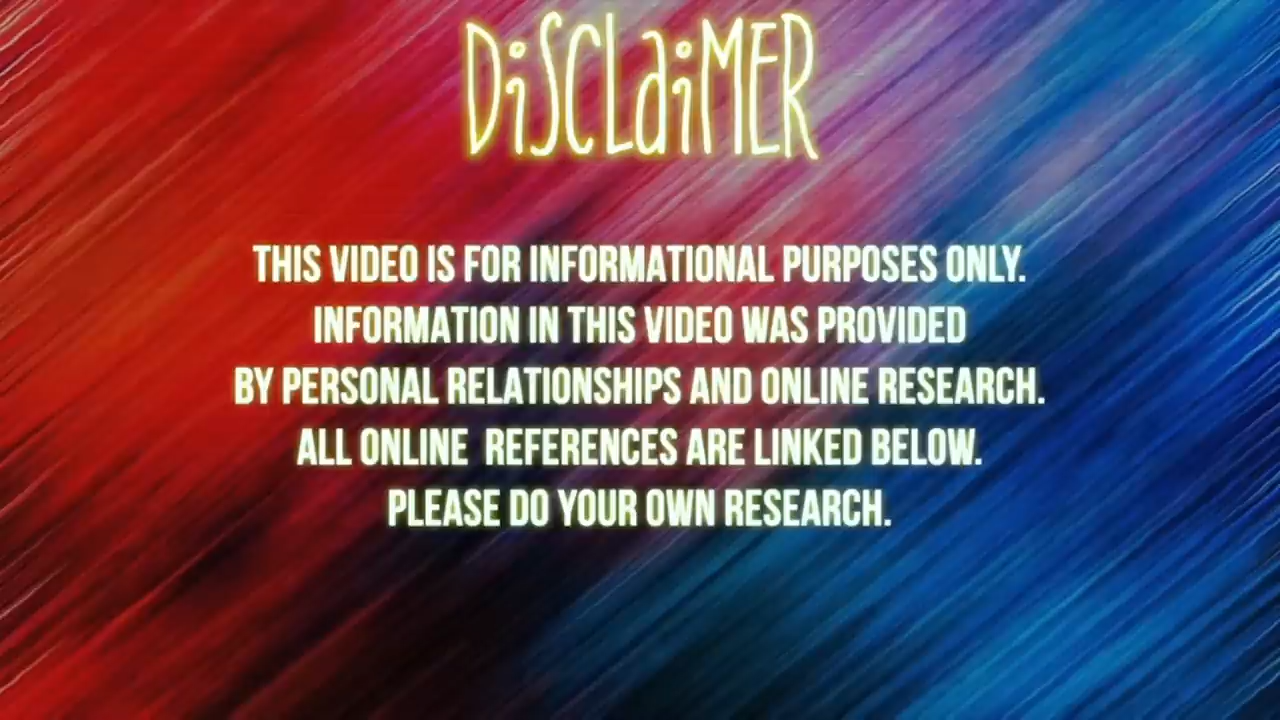 DiSCLaiMER
THIS VIDEO IS FOR INFORMATIONAL PURPOSES ONLY.
INFORMATION IN THIS VIDEO WAS PROVIDED
BY PERSONAL RELATIONSHIPS AND ONLINE RESEARCH.
ALL ONLINE REFERENCES ARE LINKED BELOW.
PLEASE DO YOUR OWN RESEARCH.